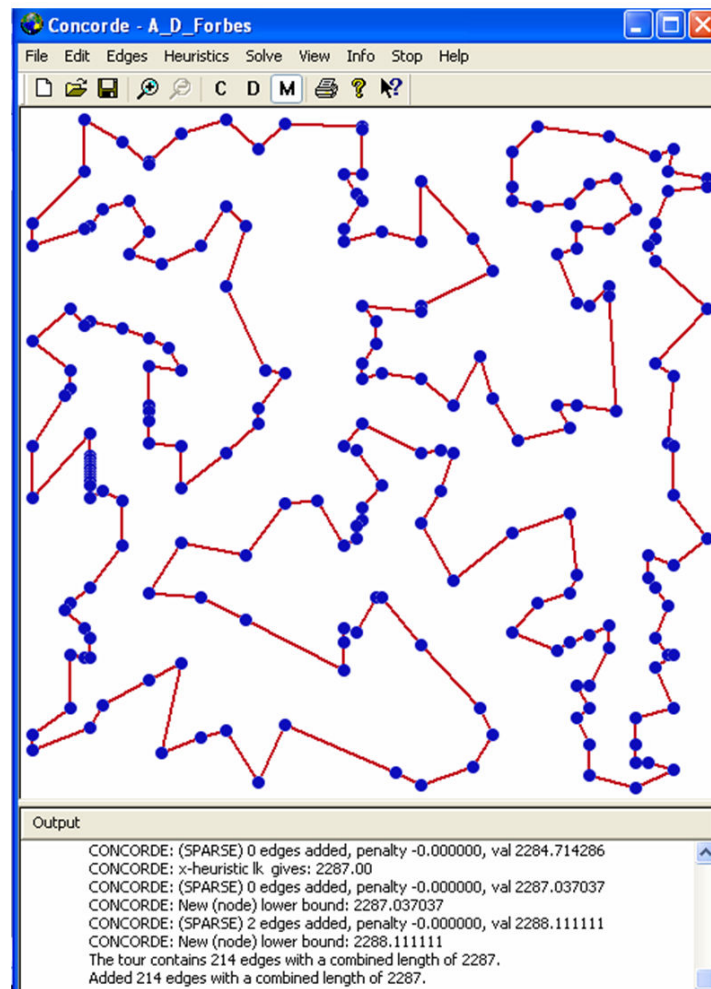 Concorde - A_D_Forbes
File Edit Edges Heuristics Solve View Info Stop Help
C D M
Output
CONCORDE: (SPARSE) 0 edges added, penalty -0.000000, val 2284.714286
CONCORDE: x-heuristic lk gives: 2287.00
CONCORDE: (SPARSE) 0 edges added, penalty -0.000000, val 2287.037037
CONCORDE: New (node) lower bound: 2287.037037
CONCORDE: (SPARSE) 2 edges added, penalty -0.000000, val 2288.111111
CONCORDE: New (node) lower bound: 2288.111111
The tour contains 214 edges with a combined length of 2287.
Added 214 edges with a combined length of 2287.